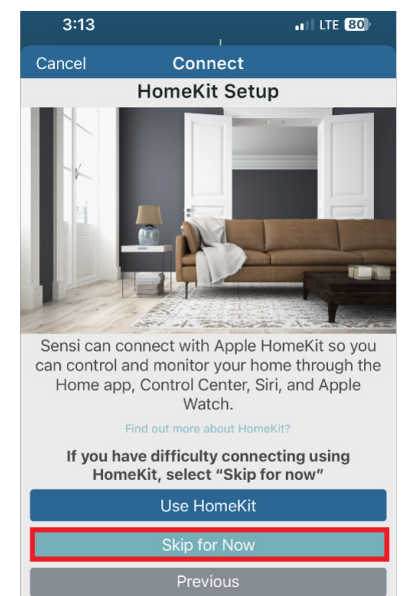 3:13
LTE 80
Cancel
Connect
HomeKit Setup
Sensi can connect with Apple HomeKit so you
can control and monitor your home through the
Home app, Control Center, Siri, and Apple
Watch.
Find out more about HomeKit?
If you have difficulty connecting using
HomeKit, select “Skip for now”
Use HomeKit
Skip for Now
Previous